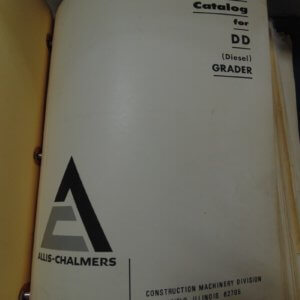 Catalog
for
DD
(Diesel)
GRADER
ALLIS-CHALMERS
CONSTRUCTION MACHINERY DIVISION
ILLINOIS, 62705